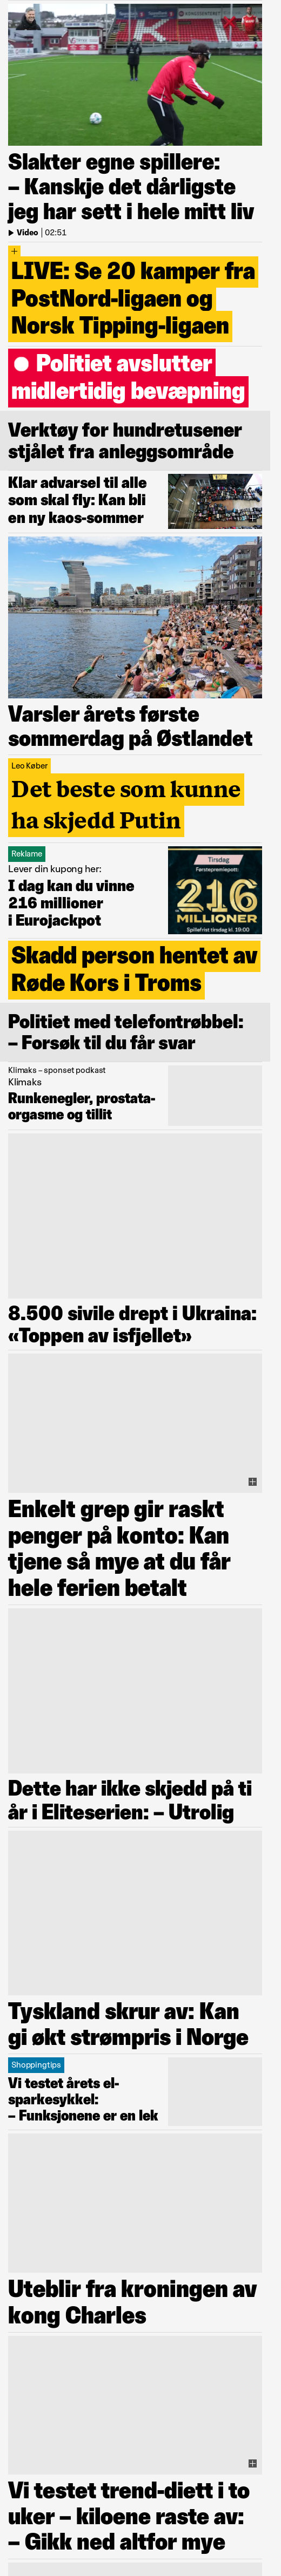 Slakter egne spillere:
– Kanskje det dårligste
jeg har sett i hele mitt liv
Video | 02:51
+
LIVE: Se 20 kamper fra
PostNord-ligaen og
Norsk Tipping-ligaen
Politiet avslutter
midlertidig bevæpning
Verktøy for hundretusener
stjålet fra anleggsområde
Klar advarsel til alle
som skal fly: Kan bli
en ny kaos-sommer
Varsler årets første
sommerdag på Østlandet
Leo Køber
Det beste som kunne
ha skjedd Putin
Reklame
Lever din kupong her:
I dag kan du vinne
216 millioner
i Eurojackpot
Tirsdag
Førstepremiepott:
216
MILLIONER
Spillefrist tirsdag kl. 19.00
Skadd person hentet av
Røde Kors i Troms
Politiet med telefontrøbbel:
– Forsøk til du får svar
Klimaks – sponset podkast
Klimaks
Runkenegler, prostata-
orgasme og tillit
8.500 sivile drept i Ukraina:
«Toppen av isfjellet»
Enkelt grep gir raskt
penger på konto: Kan
tjene så mye at du får
hele ferien betalt
Dette har ikke skjedd på ti
år i Eliteserien: – Utrolig
Tyskland skrur av: Kan
gi økt strømpris i Norge
Shoppingtips
Vi testet årets el-
sparkesykkel:
– Funksjonene er en lek
Uteblir fra kroningen av
kong Charles
Vi testet trend-diett i to
uker – kiloene raste av:
– Gikk ned altfor mye